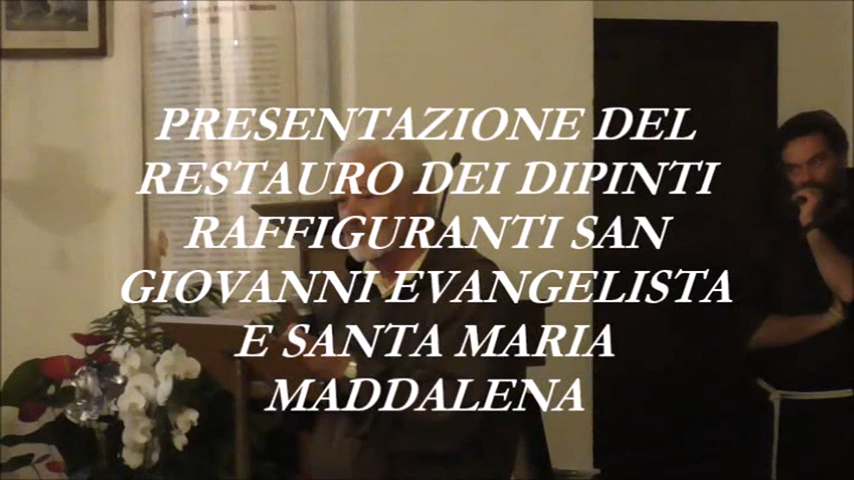 PRESENTAZIONE DEL
RESTAURO DEI DIPINTI
RAFFIGURANTI SAN
GIOVANNI EVANGELISTA
E SANTA MARIA
MADDALENA